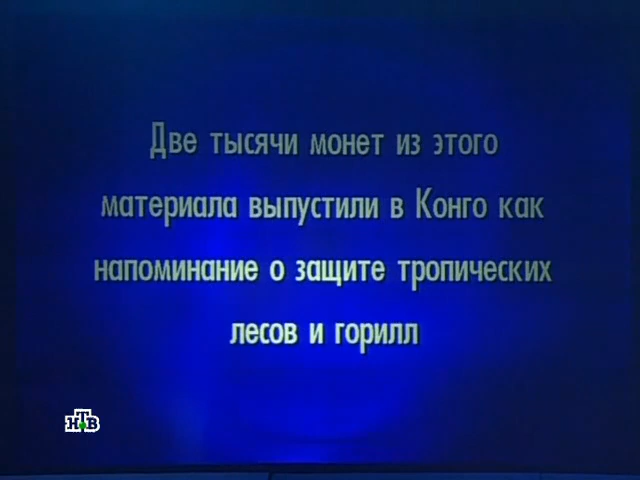 Две тысячи монет из этого
материала выпустили в Конго как
напоминание о защите тропических
лесов и горилл
НТВ